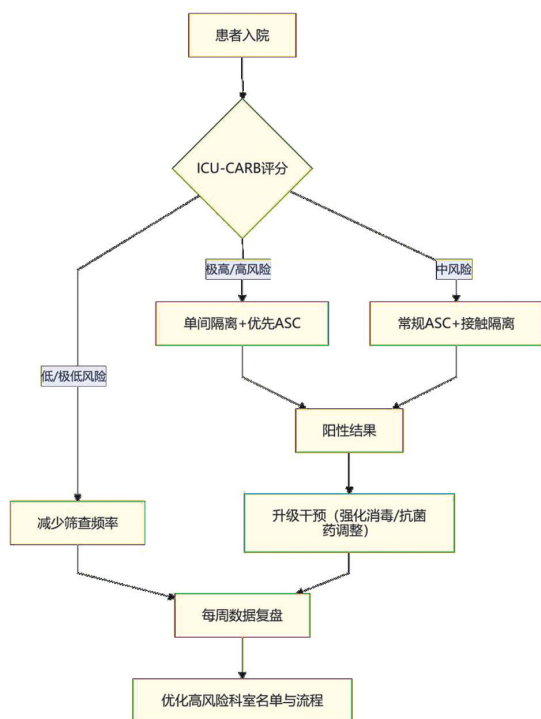 患者入院
ICU-CARB评分
极高/高风险
中风险
单间隔离+优先ASC
常规ASC+接触隔离
低/极低风险
阳性结果
减少筛查频率
升级干预（强化消毒/抗菌
药调整）
每周数据复盘
优化高风险科室名单与流程